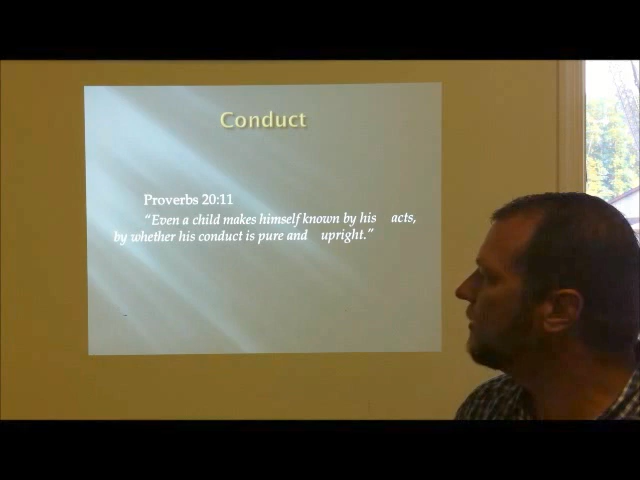 Conduct
Proverbs 20:11
“Even a child makes himself known by his acts,
by whether his conduct is pure and upright.”